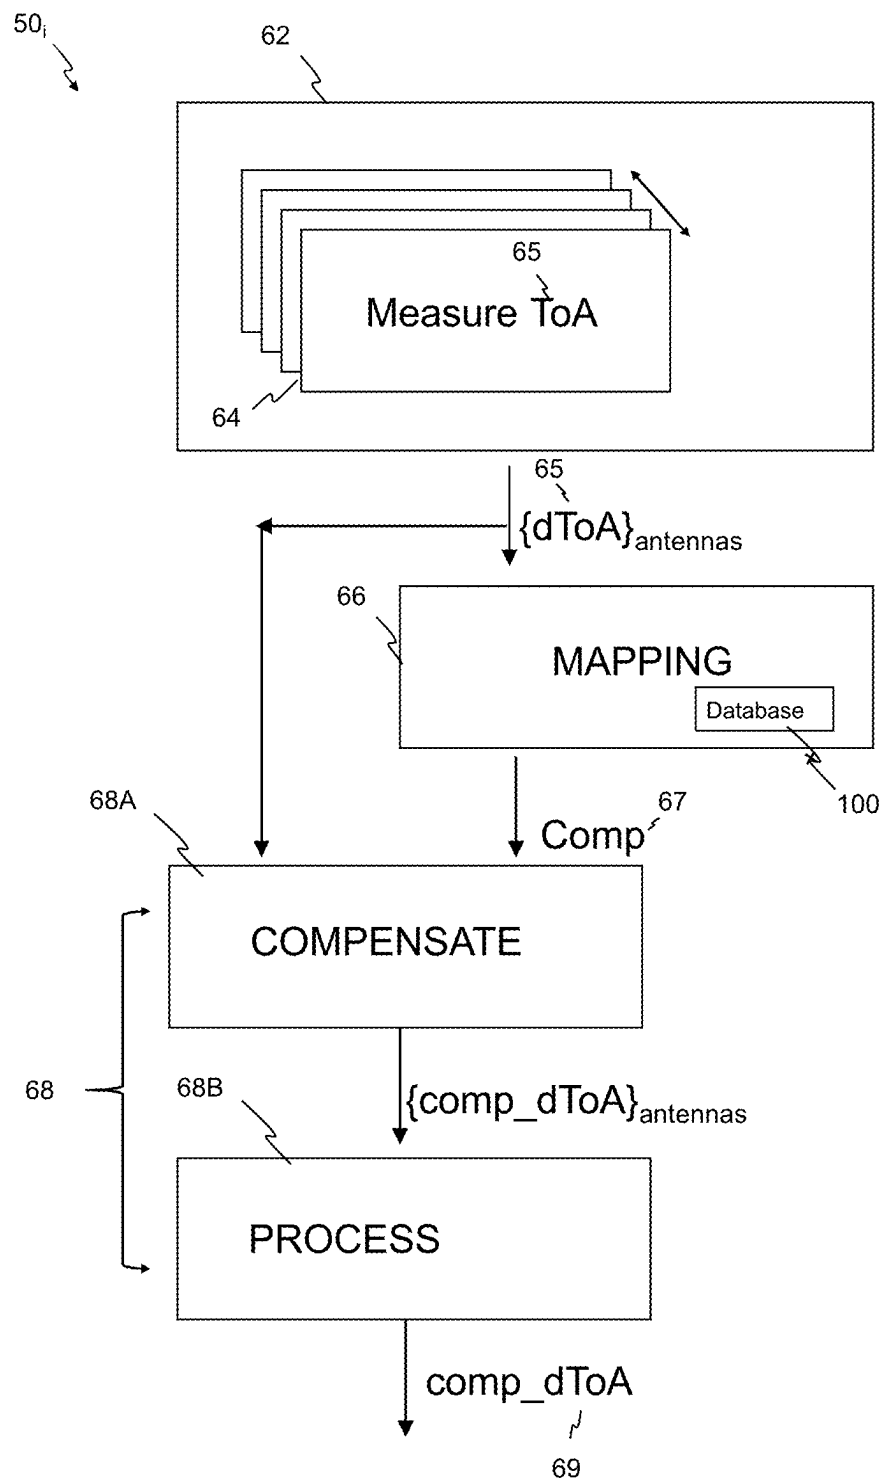 50i
62
65
Measure ToA
64
65
{dToA}antennas
66
MAPPING
Database
100
67
Comp
68A
COMPENSATE
68
68B
{comp_dToA}antennas
PROCESS
comp_dToA
69